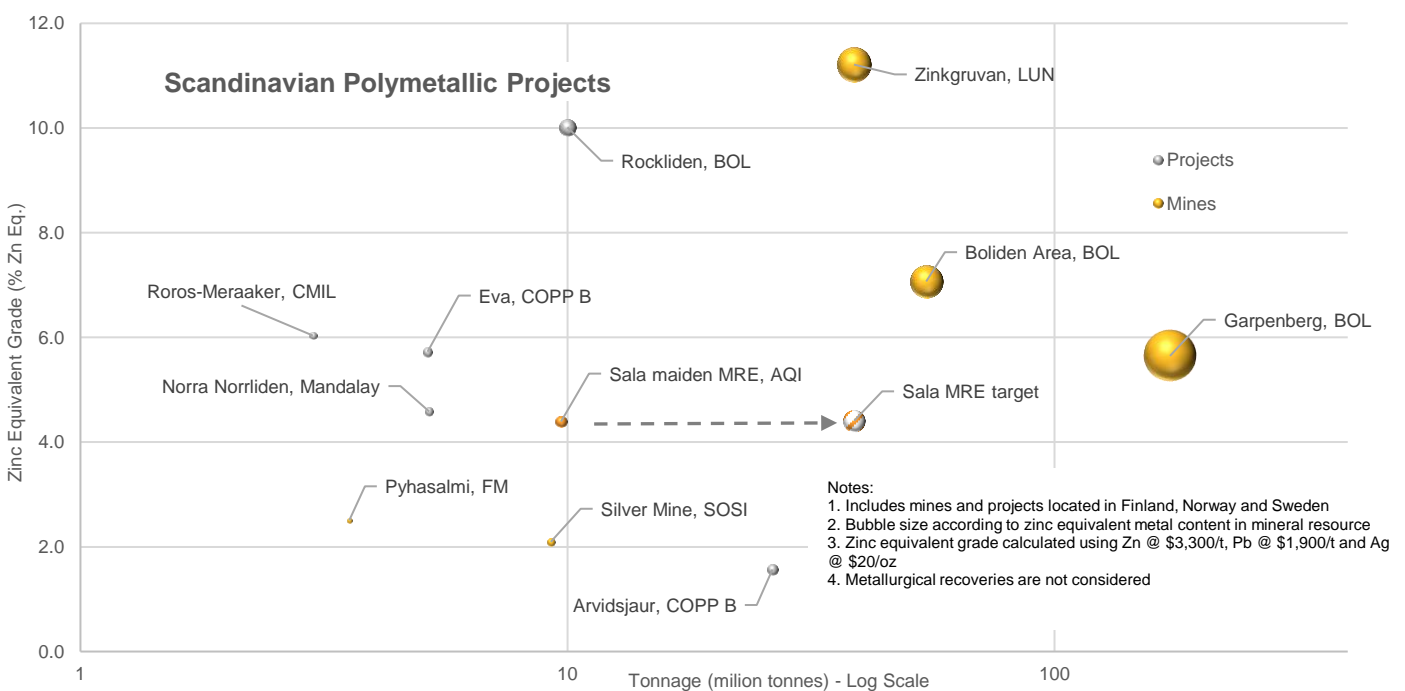 12.0
Scandinavian Polymetallic Projects
Zinkgruvan, LUN
10.0
Rockliden, BOL
Projects
Mines
8.0
Boliden Area, BOL
Roros-Meraaker, CMIL
Eva, COPP B
Garpenberg, BOL
6.0
Norra Norrliden, Mandalay
Sala maiden MRE, AQI
Sala MRE target
4.0
Pyhasalmi, FM
Silver Mine, SOSI
Notes:
1. Includes mines and projects located in Finland, Norway and Sweden
2. Bubble size according to zinc equivalent metal content in mineral resource
3. Zinc equivalent grade calculated using Zn @ $3,300/t, Pb @ $1,900/t and Ag
@ $20/oz
4. Metallurgical recoveries are not considered
2.0
Arvidsjaur, COPP B
0.0
1
10
100
Tonnage (milion tonnes) - Log Scale
Zinc Equivalent Grade (% Zn Eq.)